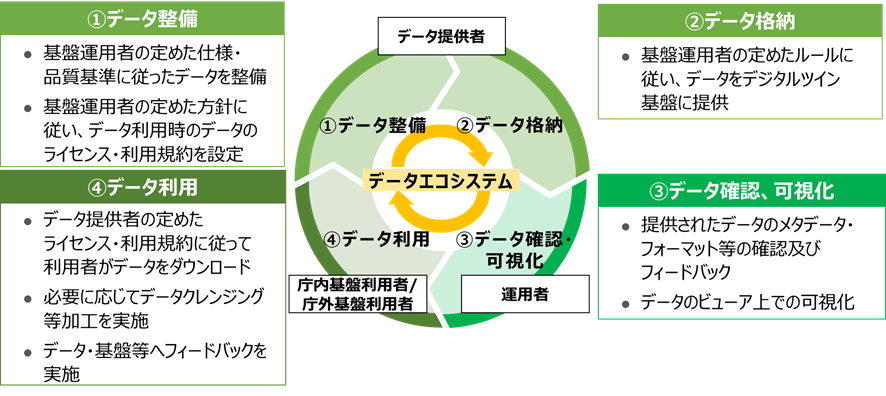 ①データ整備
● 基盤運用者の定めた仕様・
品質基準に従ったデータを整備
● 基盤運用者の定めた方針に
従い、データ利用時のデータの
ライセンス・利用規約を設定
②データ格納
● 基盤運用者の定めたルールに
従い、データをデジタルツイン
基盤に提供
データ提供者
①データ整備
②データ格納
データエコシステム
④データ利用
③データ確認・
可視化
庁内基盤利用者/
庁外基盤利用者
運用者
③データ確認、可視化
● 提供されたデータのメタデータ・
フォーマット等の確認及び
フィードバック
● データのビューア上での可視化
④データ利用
● データ提供者の定めた
ライセンス・利用規約に従って
利用者がデータをダウンロード
● 必要に応じてデータクレンジング
等加工を実施
● データ・基盤等へフィードバックを
実施